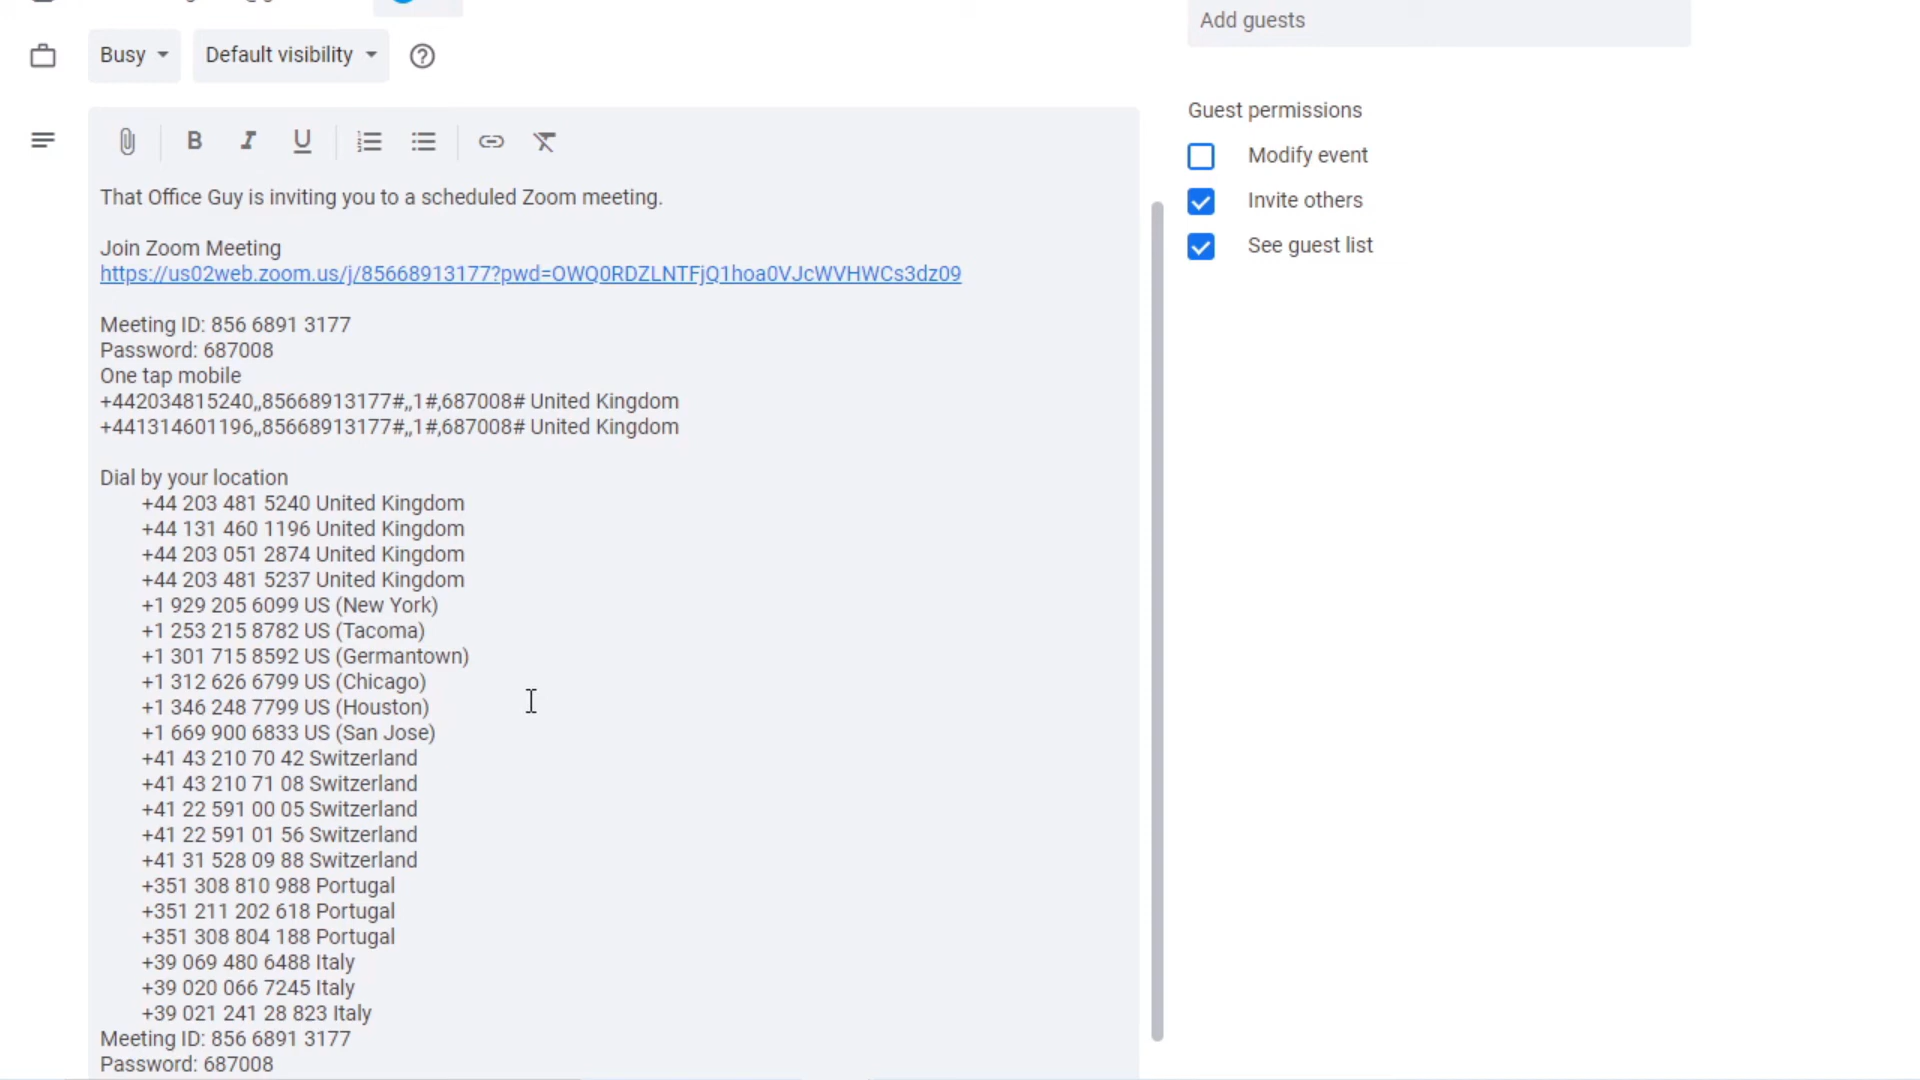 Add guests
Busy
Default visibility
Guest permissions
B I U
Modify event
That Office Guy is inviting you to a scheduled Zoom meeting.
Invite others
Join Zoom Meeting
See guest list
https://us02web.zoom.us/j/85668913177?pwd=OWQ0RDZLNTFjQ1hoa0VJcWVHWCs3dz09
Meeting ID: 856 6891 3177
Password: 687008
One tap mobile
+442034815240,,85668913177#,,1#,687008# United Kingdom
+441314601196,,85668913177#,,1#,687008# United Kingdom
Dial by your location
+44 203 481 5240 United Kingdom
+44 131 460 1196 United Kingdom
+44 203 051 2874 United Kingdom
+44 203 481 5237 United Kingdom
+1 929 205 6099 US (New York)
+1 253 215 8782 US (Tacoma)
+1 301 715 8592 US (Germantown)
+1 312 626 6799 US (Chicago)
+1 346 248 7799 US (Houston)
+1 669 900 6833 US (San Jose)
+41 43 210 70 42 Switzerland
+41 43 210 71 08 Switzerland
+41 22 591 00 05 Switzerland
+41 22 591 01 56 Switzerland
+41 31 528 09 88 Switzerland
+351 308 810 988 Portugal
+351 211 202 618 Portugal
+351 308 804 188 Portugal
+39 069 480 6488 Italy
+39 020 066 7245 Italy
+39 021 241 28 823 Italy
Meeting ID: 856 6891 3177
Password: 687008